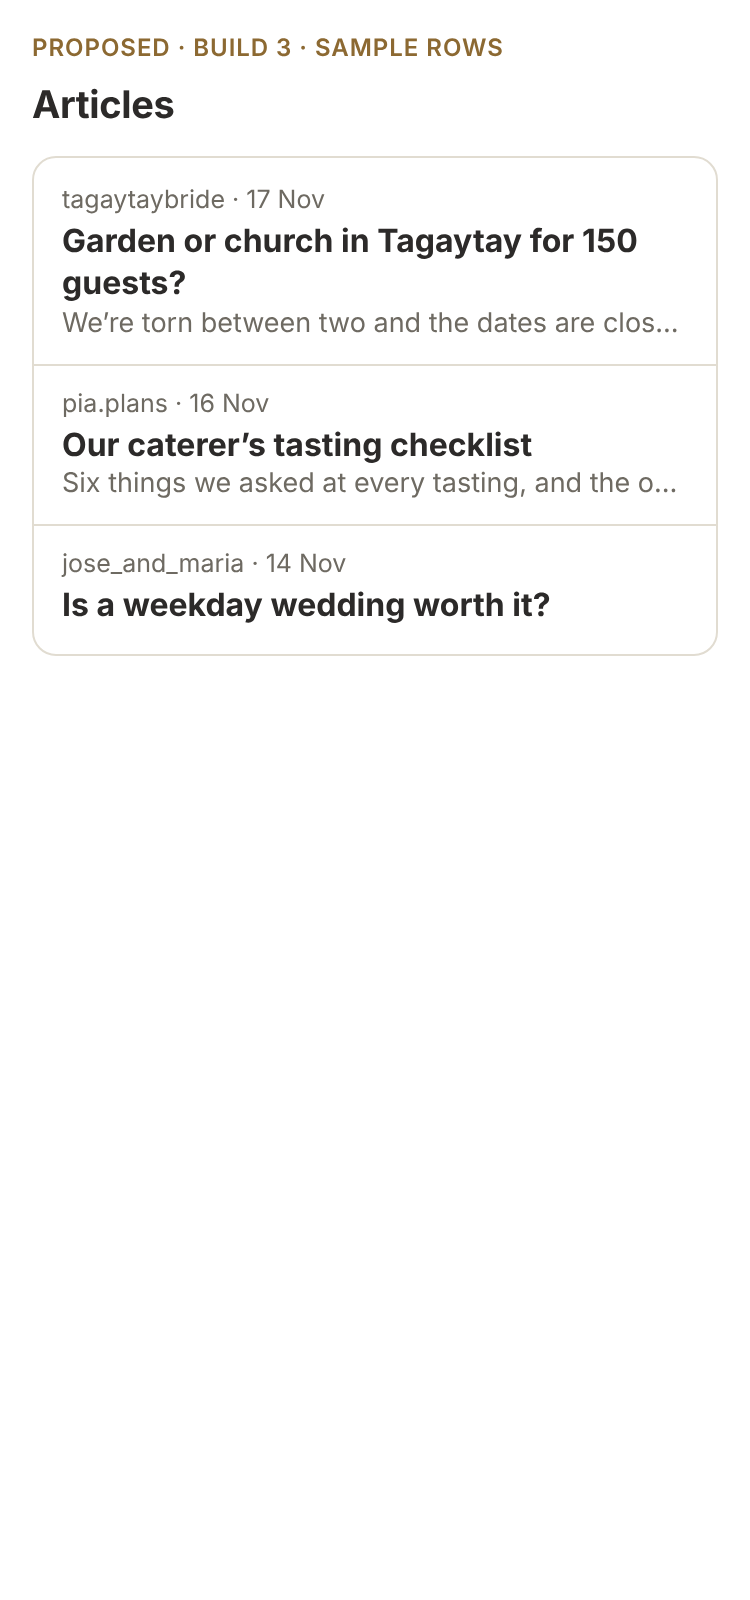 PROPOSED · BUILD 3 · SAMPLE ROWS
Articles
tagaytaybride · 17 Nov
Garden or church in Tagaytay for 150
guests?
We’re torn between two and the dates are clos…
pia.plans · 16 Nov
Our caterer’s tasting checklist
Six things we asked at every tasting, and the o…
jose_and_maria · 14 Nov
Is a weekday wedding worth it?